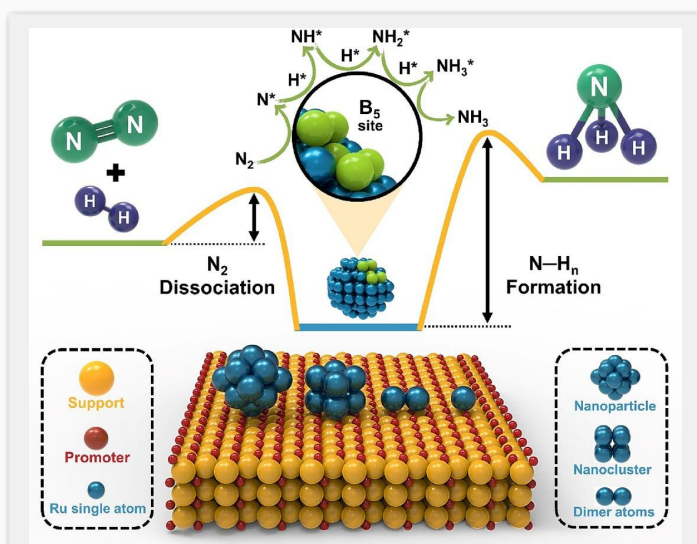 NH*
H*
NH₂*
H*
NH₃*
H*
N*
B₅
site
N₂
NH₃
N
N
+
H
H
N
H
H
H
N₂
Dissociation
N—Hₙ
Formation
Support
Promoter
Ru single atom
Nanoparticle
Nanocluster
Dimer atoms